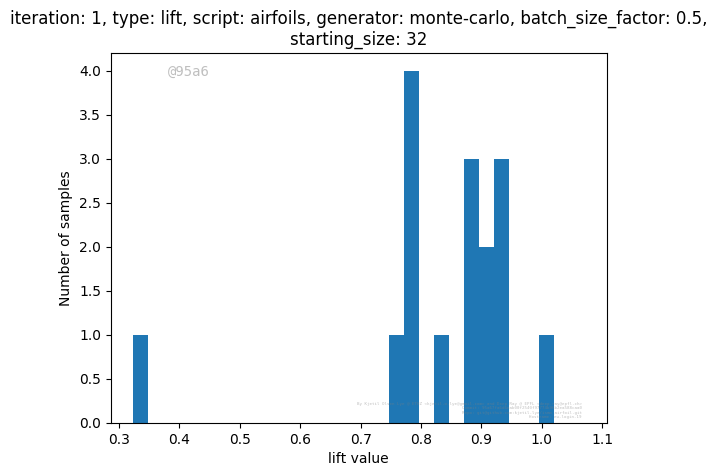 iteration: 1, type: lift, script: airfoils, generator: monte-carlo, batch_size_factor: 0.5,
starting_size: 32
@95a6
Number of samples
4.0
3.5
3.0
2.5
2.0
1.5
1.0
0.5
0.0
0.3 0.4 0.5 0.6 0.7 0.8 0.9 1.0 1.1
lift value